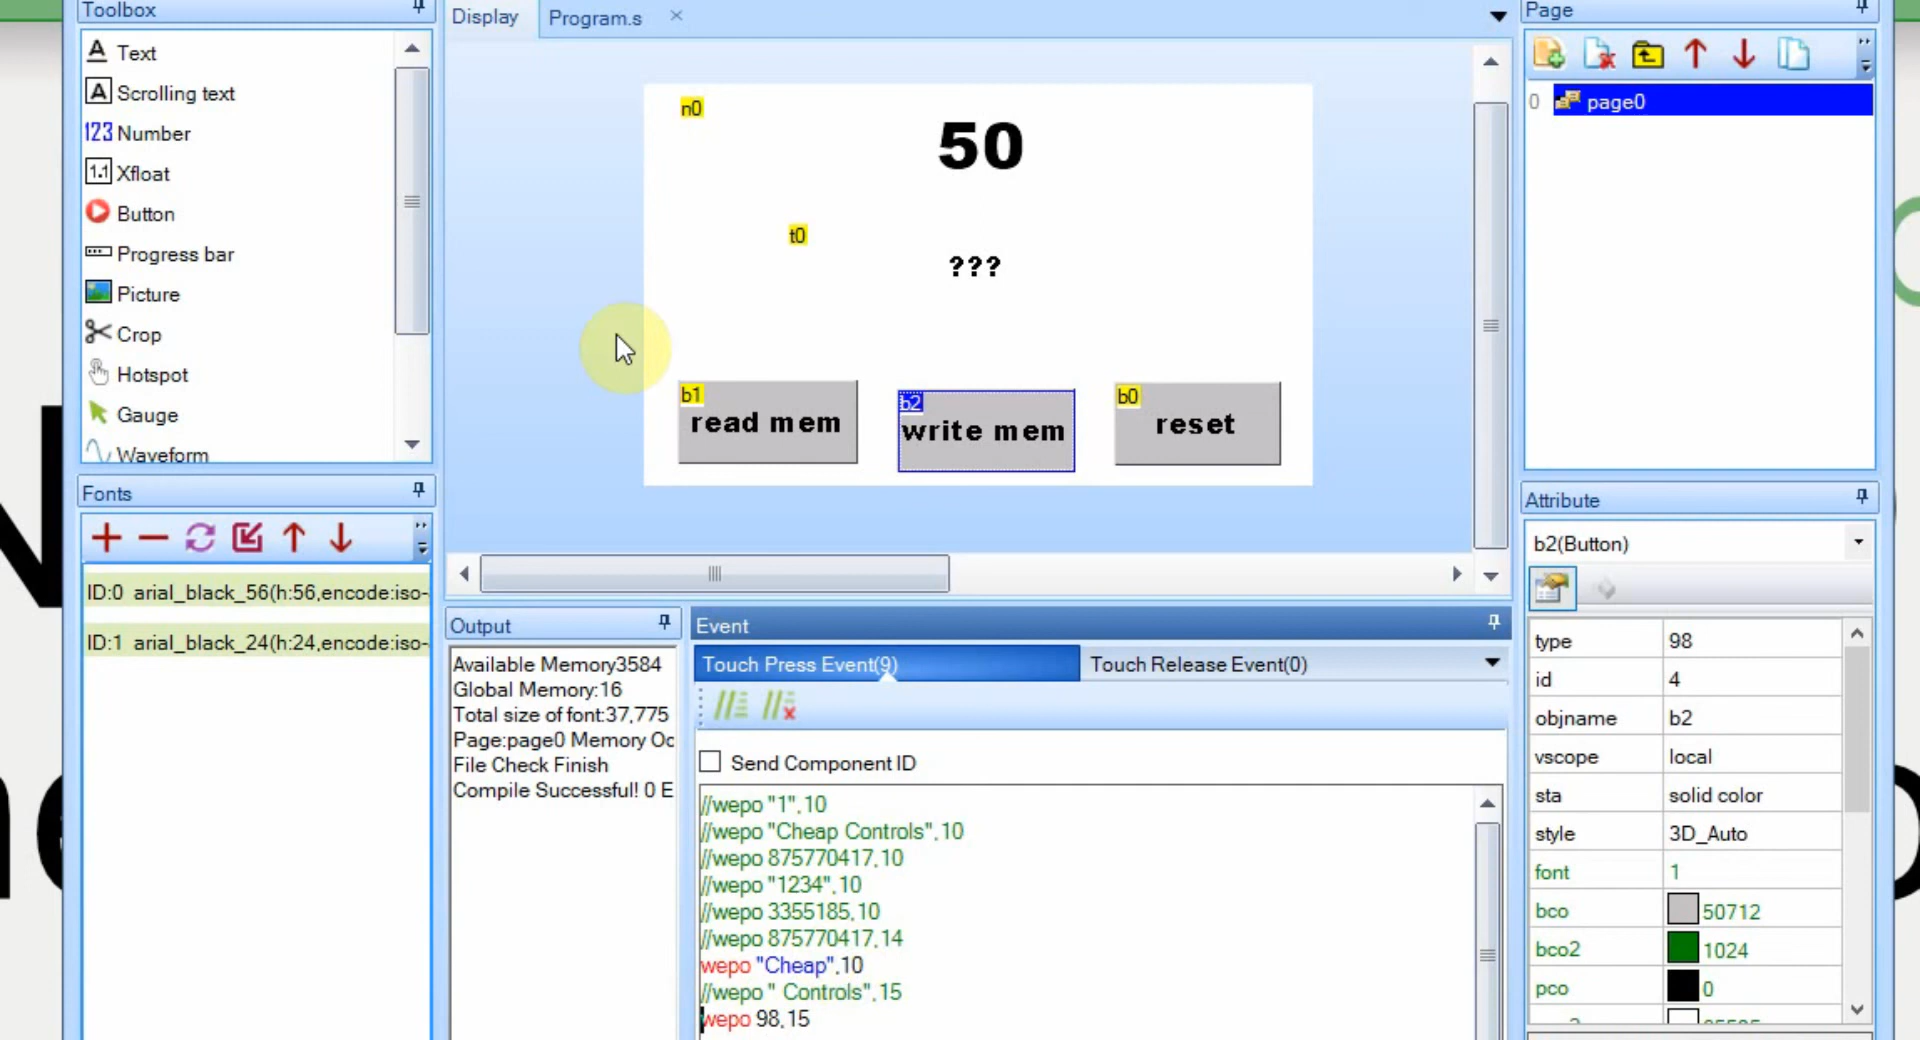 Toolbox
Text
Scrolling text
123 Number
1.1 Xfloat
Button
Progress bar
Picture
Crop
Hotspot
Gauge
Waveform
Fonts
ID:0 arial_black_56(h:56,encode:iso-
ID:1 arial_black_24(h:24,encode:iso-
Display
Program.s
n0
50
t0
???
b1
read mem
b2
write mem
b0
reset
Output
Available Memory3584
Global Memory:16
Total size of font:37,775
Page:page0 Memory Oc
File Check Finish
Compile Successful! 0 E
Event
Touch Press Event(9)
Touch Release Event(0)
Send Component ID
//wepo "1",10
//wepo "Cheap Controls",10
//wepo 875770417,10
//wepo "1234",10
//wepo 3355185,10
//wepo 875770417,14
wepo "Cheap",10
//wepo " Controls",15
wepo 98,15
Page
0 page0
Attribute
b2(Button)
type 98
id 4
objname b2
vscope local
sta solid color
style 3D_Auto
font 1
bco 50712
bco2 1024
pco 0